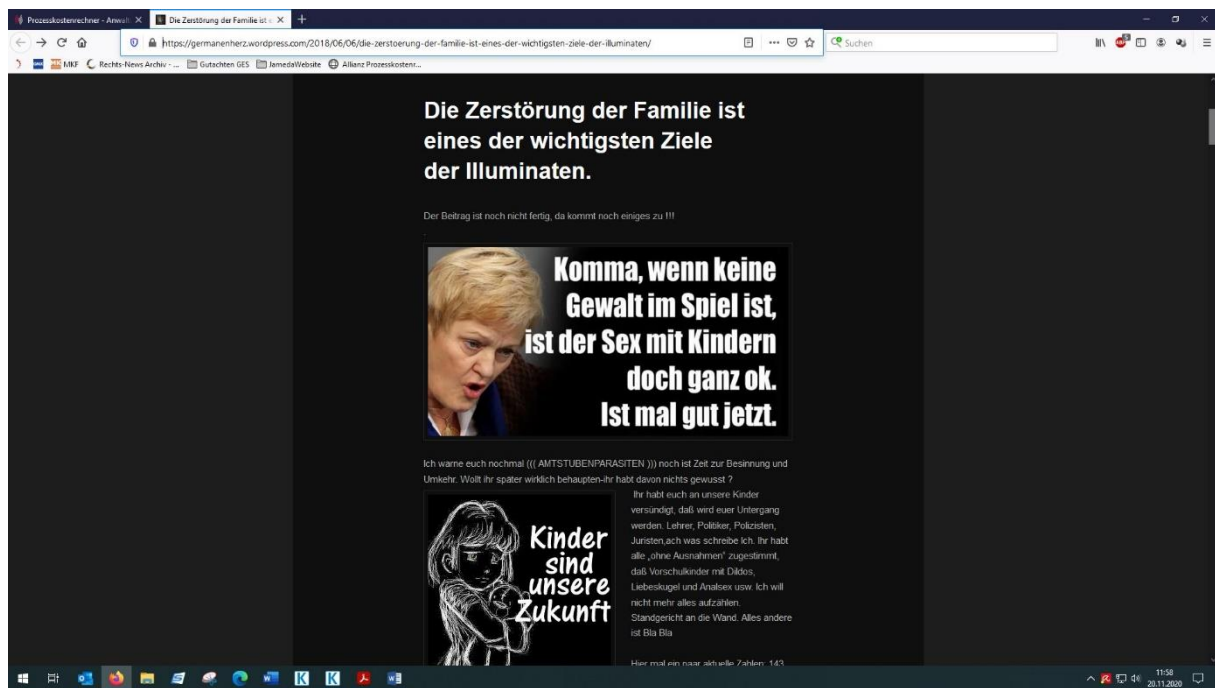 Prozesskostenrechner - Anwalt
Die Zerstörung der Familie ist e
https://germanenherz.wordpress.com/2018/06/06/die-zerstoerung-der-familie-ist-eines-der-wichtigsten-ziele-der-illuminaten/
Suchen
MKF
Rechts-News Archiv - ...
Gutachten GES
JamedaWebsite
Allianz Prozesskostenr...
Die Zerstörung der Familie ist
eines der wichtigsten Ziele
der Illuminaten.
Der Beitrag ist noch nicht fertig, da kommt noch einiges zu !!!
.
Komma, wenn keine
Gewalt im Spiel ist,
ist der Sex mit Kindern
doch ganz ok.
Ist mal gut jetzt.
Ich warne euch nochmal ((( AMTSTUBENPARASITEN ))) noch ist Zeit zur Besinnung und
Umkehr. Wollt ihr später wirklich behaupten-ihr habt davon nichts gewusst ?
Kinder
sind
unsere
Zukunft
Ihr habt euch an unsere Kinder
versündigt, daß wird euer Untergang
werden. Lehrer, Politiker, Polizisten,
Juristen,ach was schreibe Ich. Ihr habt
alle „ohne Ausnahmen“ zugestimmt,
daß Vorschulkinder mit Dildos,
Liebeskugel und Analsex usw. Ich will
nicht mehr alles aufzählen.
Standgericht an die Wand. Alles andere
ist Bla Bla
Hier mal ein paar aktuelle Zahlen: 143
11:58
20.11.2020